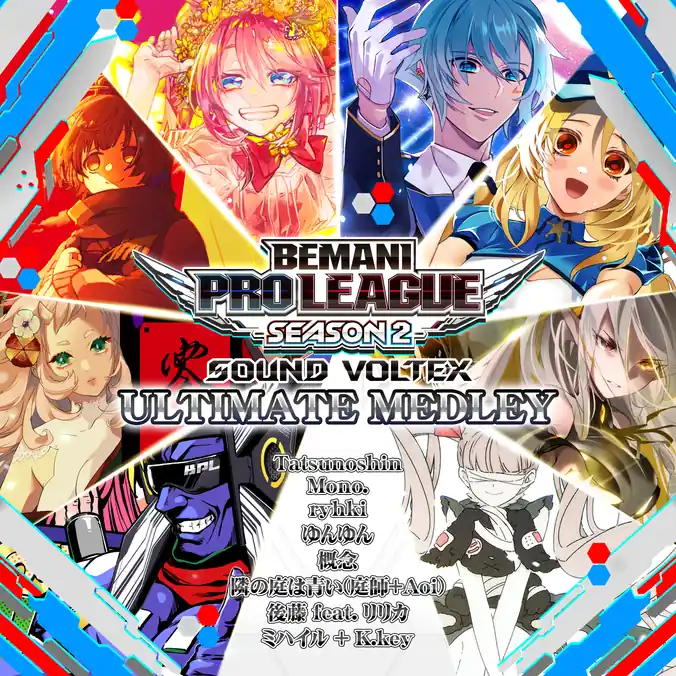 BEMANI
PRO LEAGUE
SEASON 2
SOUND VOLTEX
ULTIMATE MEDLEY
零
BPL
Tatsunoshin
Mono.
ryhki
ゆんゆん
概念
隣の庭は青い(庭師+Aoi)
後藤 feat. リリカ
ミハイル + K.key